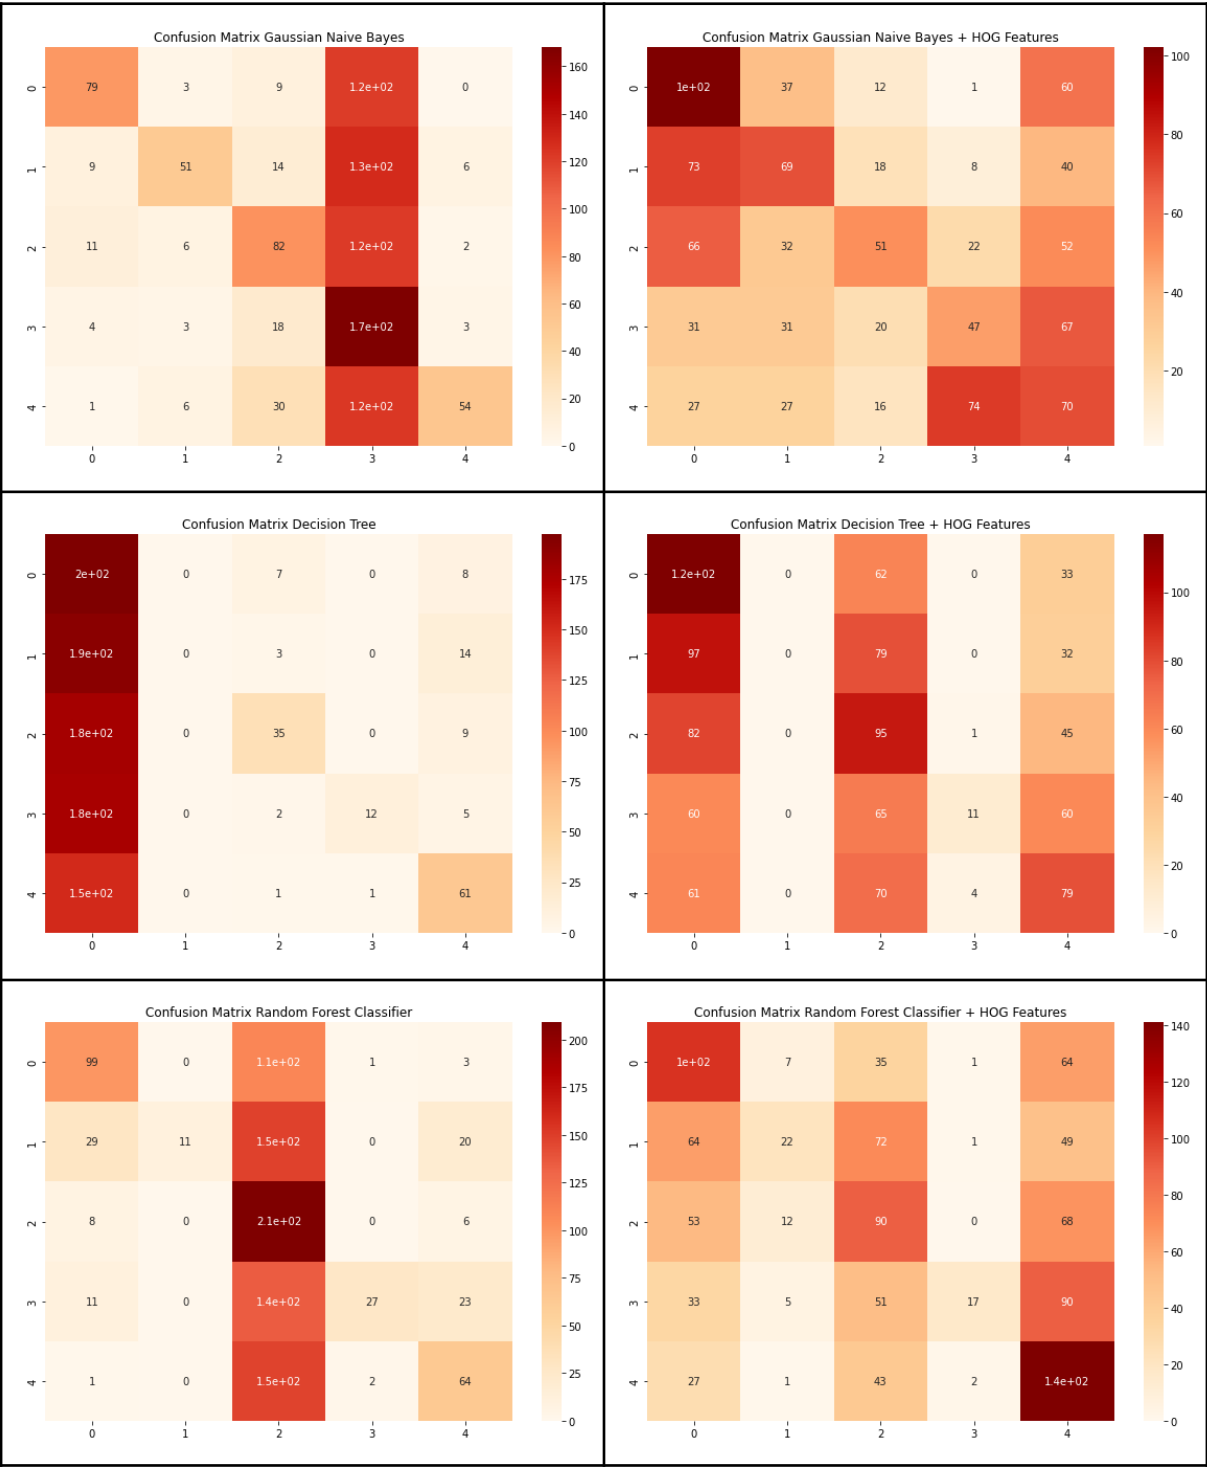 Confusion Matrix Gaussian Naive Bayes
0 79 3 9 1.2e+02 0
1 9 51 14 1.3e+02 6
2 11 6 82 1.2e+02 2
3 4 3 18 1.7e+02 3
4 1 6 30 1.2e+02 54
0 1 2 3 4
160
140
120
100
80
60
40
20
0
Confusion Matrix Gaussian Naive Bayes + HOG Features
0 1e+02 37 12 1 60
1 73 69 18 8 40
2 66 32 51 22 52
3 31 31 20 47 67
4 27 27 16 74 70
0 1 2 3 4
100
80
60
40
20
Confusion Matrix Decision Tree
0 2e+02 0 7 0 8
1 1.9e+02 0 3 0 14
2 1.8e+02 0 35 0 9
3 1.8e+02 0 2 12 5
4 1.5e+02 0 1 1 61
0 1 2 3 4
175
150
125
100
75
50
25
0
Confusion Matrix Decision Tree + HOG Features
0 1.2e+02 0 62 0 33
1 97 0 79 0 32
2 82 0 95 1 45
3 60 0 65 11 60
4 61 0 70 4 79
0 1 2 3 4
100
80
60
40
20
0
Confusion Matrix Random Forest Classifier
0 99 0 1.1e+02 1 3
1 29 11 1.5e+02 0 20
2 8 0 2.1e+02 0 6
3 11 0 1.4e+02 27 23
4 1 0 1.5e+02 2 64
0 1 2 3 4
200
175
150
125
100
75
50
25
0
Confusion Matrix Random Forest Classifier + HOG Features
0 1e+02 7 35 1 64
1 64 22 72 1 49
2 53 12 90 0 68
3 33 5 51 17 90
4 27 1 43 2 1.4e+02
0 1 2 3 4
140
120
100
80
60
40
20
0